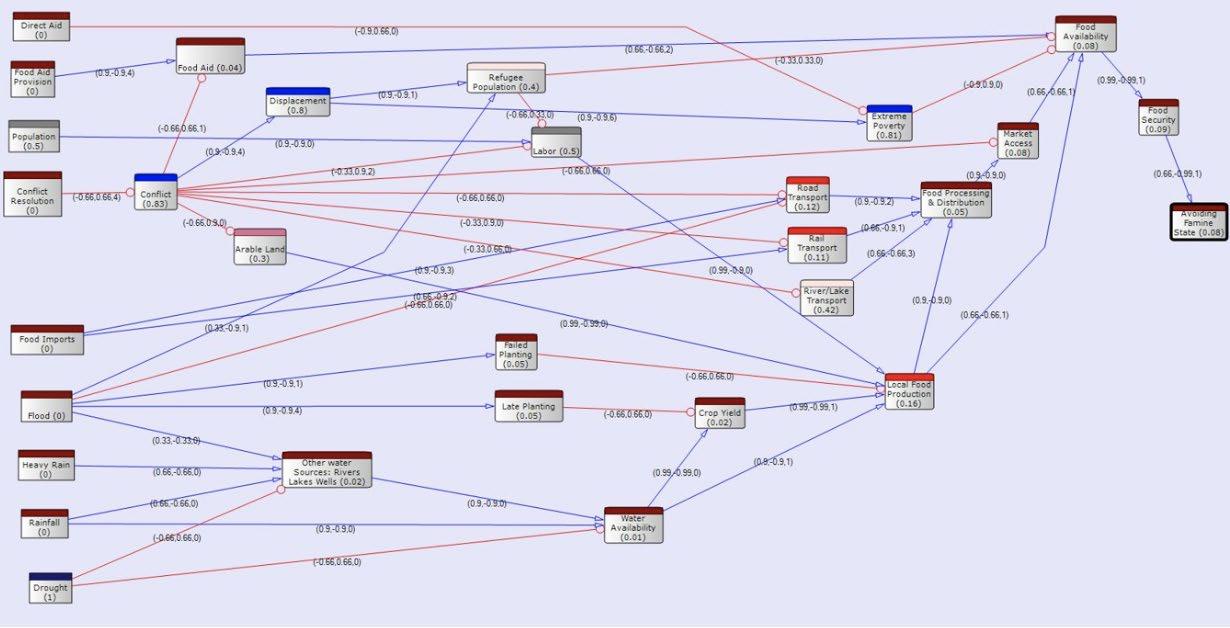 Direct Aid
(0)
(-0.9,0.66,0)
Food
Availability
(0.08)
Food Aid (0.04)
(0.66,-0.66,2)
Food Aid
Provision
(0)
(0.9,-0.9,4)
Refugee
Population (0.4)
(-0.33,0.33,0)
(-0.9,0.9,0)
(0.99,-0.99,1)
Displacement
(0.8)
(0.9,-0.9,1)
(0.66,-0.66,1)
(-0.66,0.33,0)
(0.9,-0.9,6)
Extreme
Poverty
(0.81)
Food
Security
(0.09)
Population
(0.5)
(-0.66,0.66,1)
(0.9,-0.9,4)
(0.9,-0.9,0)
Labor (0.5)
Market
Access
(0.08)
Conflict
Resolution
(0)
(-0.66,0.66,4)
Conflict
(0.83)
(-0.33,0.9,2)
(-0.66,0.66,0)
(0.9,-0.9,0)
(0.66,-0.99,1)
(-0.66,0.66,0)
Road
Transport
(0.12)
(0.9,-0.9,2)
Food Processing
& Distribution
(0.05)
Avoiding
Famine
State (0.08)
(-0.66,0.9,0)
(-0.33,0.9,0)
Arable Land
(0.3)
(-0.33,0.66,0)
Rail
Transport
(0.11)
(0.66,-0.9,1)
(0.66,-0.66,3)
(0.9,-0.9,3)
(0.99,-0.9,0)
River/Lake
Transport
(0.42)
(0.66,-0.9,2)
(-0.66,0.66,0)
(0.9,-0.9,0)
(0.66,-0.66,1)
Food Imports
(0)
(0.33,-0.9,1)
(0.99,-0.99,0)
Failed
Planting
(0.05)
(-0.66,0.66,0)
Flood (0)
(0.9,-0.9,1)
Local Food
Production
(0.16)
(0.9,-0.9,4)
Late Planting
(0.05)
(-0.66,0.66,0)
Crop Yield
(0.02)
(0.99,-0.99,1)
(0.33,-0.33,0)
Heavy Rain
(0)
(0.66,-0.66,0)
Other water
Sources: Rivers
Lakes Wells (0.02)
(0.99,-0.99,0)
(0.9,-0.9,1)
(0.66,-0.66,0)
(0.9,-0.9,0)
Rainfall
(0)
(0.9,-0.9,0)
Water
Availability
(0.01)
(-0.66,0.66,0)
(-0.66,0.66,0)
Drought
(1)